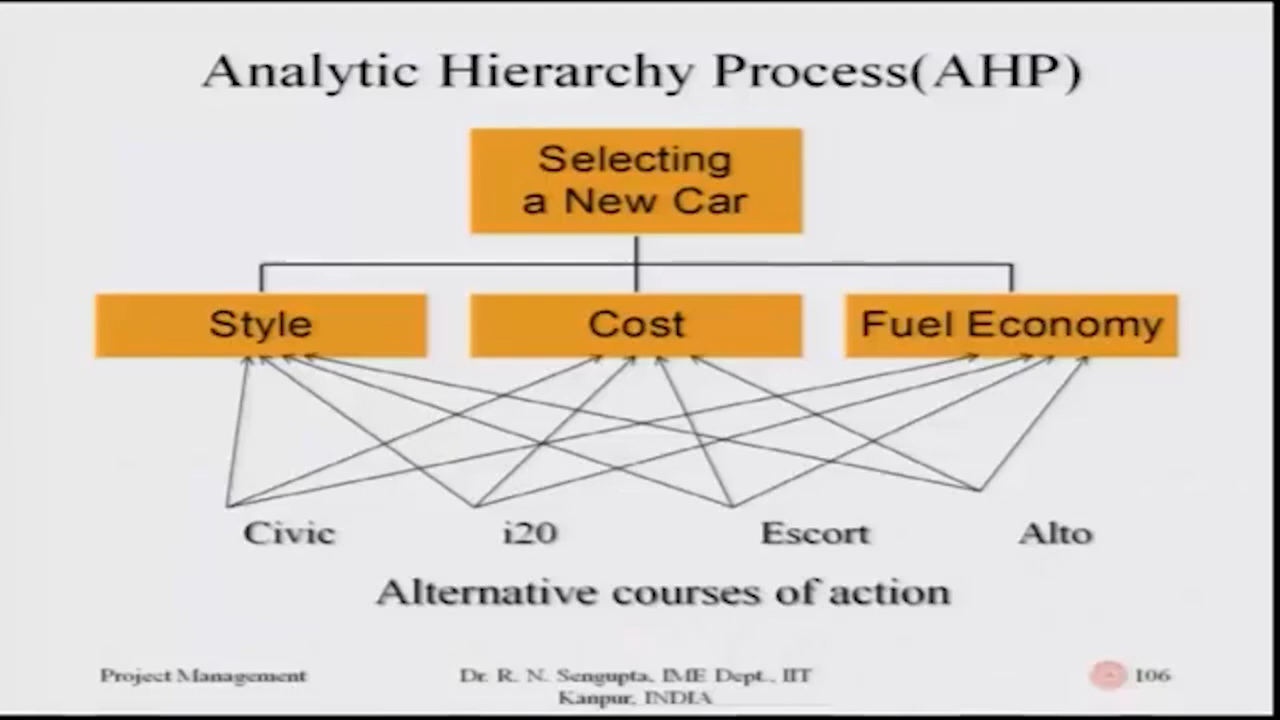 Analytic Hierarchy Process(AHP)
Selecting
a New Car
Style
Cost
Fuel Economy
Civic
i20
Escort
Alto
Alternative courses of action
Project Management
Dr. R. N. Sengupta, IME Dept., IIT
Kanpur, INDIA
106